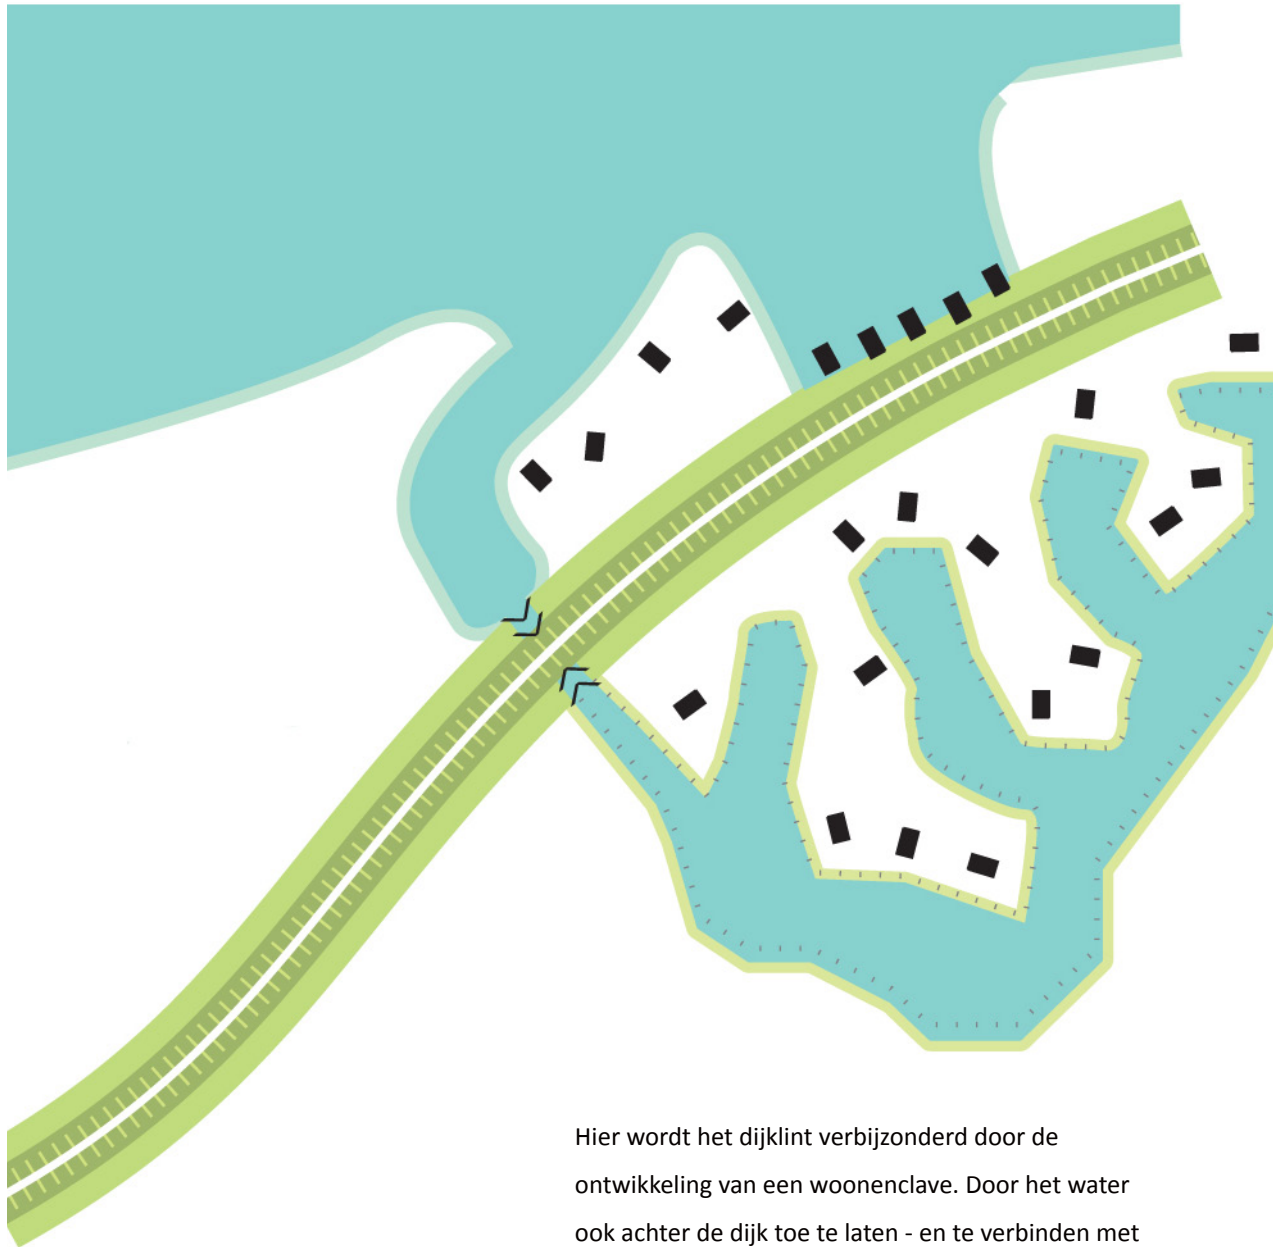 Hier wordt het dijklint verbijzonderd door de
ontwikkeling van een woonenclave. Door het water
ook achter de dijk toe te laten - en te verbinden met